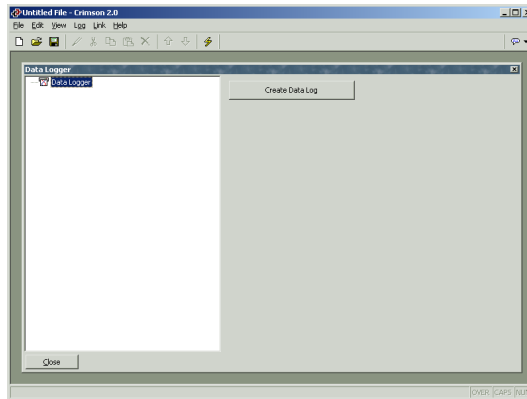 Untitled File - Crimson 2.0
File Edit View Log Link Help
Data Logger
Data Logger
Create Data Log
Close
OVER CAPS NU